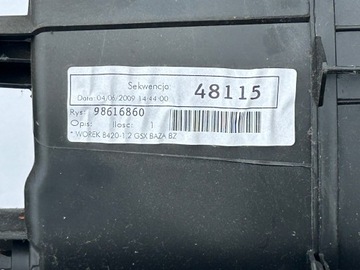 Sekwencja: 48115
Data: 04/06/2009 14:44:00
Rys: 98616860
Opis: Ilosc: 1
* WOREK B420-1.2 GSX BAZA BZ